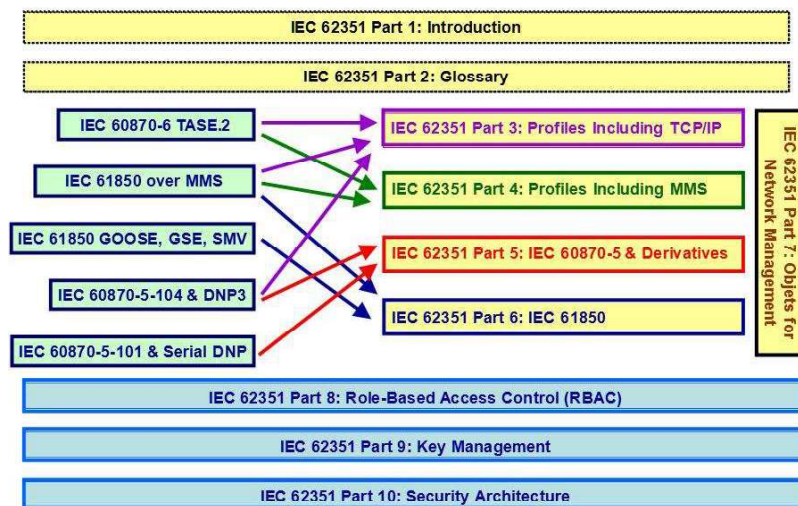 IEC 62351 Part 1: Introduction
IEC 62351 Part 2: Glossary
IEC 60870-6 TASE.2
IEC 61850 over MMS
IEC 61850 GOOSE, GSE, SMV
IEC 60870-5-104 & DNP3
IEC 60870-5-101 & Serial DNP
IEC 62351 Part 3: Profiles Including TCP/IP
IEC 62351 Part 4: Profiles Including MMS
IEC 62351 Part 5: IEC 60870-5 & Derivatives
IEC 62351 Part 6: IEC 61850
IEC 62351 Part 7: Objets for
Network Management
IEC 62351 Part 8: Role-Based Access Control (RBAC)
IEC 62351 Part 9: Key Management
IEC 62351 Part 10: Security Architecture